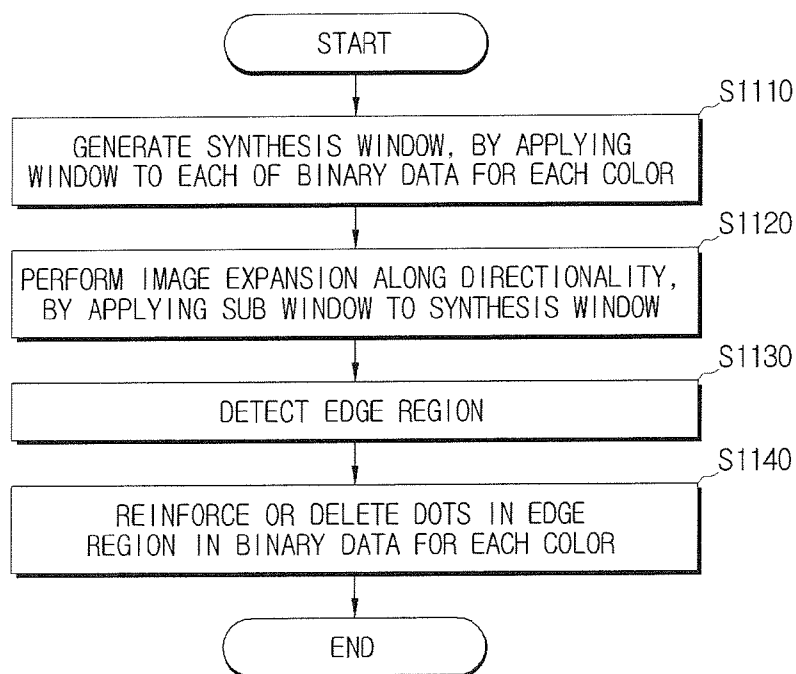 START
S1110
GENERATE SYNTHESIS WINDOW, BY APPLYING
WINDOW TO EACH OF BINARY DATA FOR EACH COLOR
S1120
PERFORM IMAGE EXPANSION ALONG DIRECTIONALITY,
BY APPLYING SUB WINDOW TO SYNTHESIS WINDOW
S1130
DETECT EDGE REGION
S1140
REINFORCE OR DELETE DOTS IN EDGE
REGION IN BINARY DATA FOR EACH COLOR
END